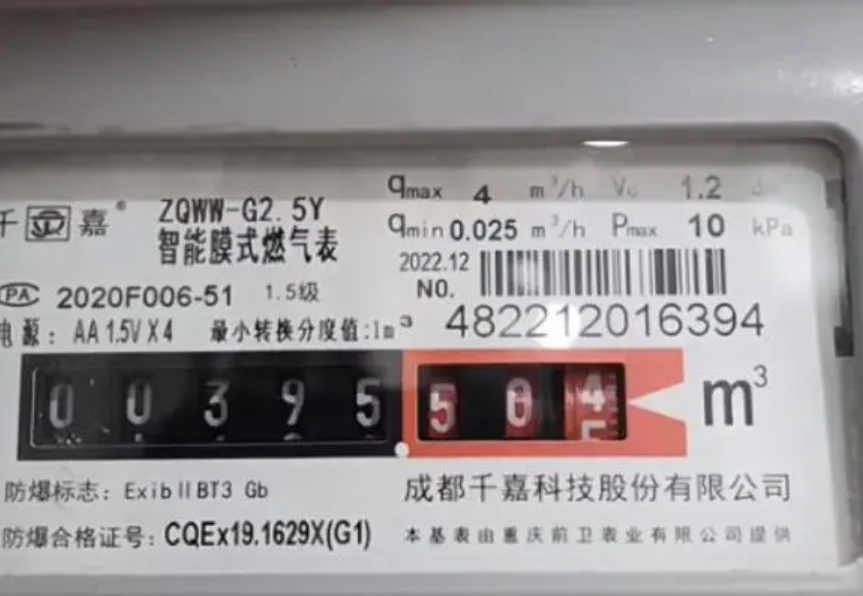 qmax 4 m³/h Vc 1.2
千 嘉® ZQWW-G2.5Y
qmin 0.025 m³/h Pmax 10 kPa
智能膜式燃气表
2022.12
PA 2020F006-51 1.5级
NO.
482212016394
电源: AA 1.5V X 4 最小转换分度值:1m³
0 0 3 9 5 5 0 4 m³
防爆标志: Exib II BT3 Gb
成都千嘉科技股份有限公司
防爆合格证号: CQEx19.1629X(G1)
本基表由重庆前卫表业有限公司提供